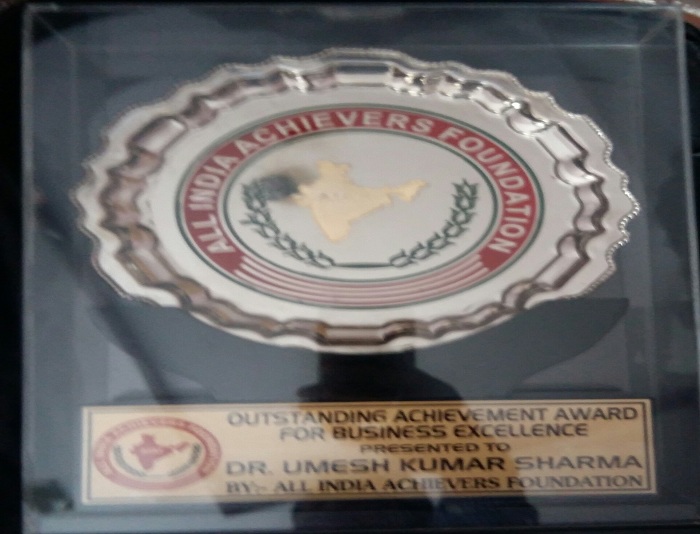 ALL INDIA ACHIEVERS FOUNDATION
OUTSTANDING ACHIEVEMENT AWARD
FOR BUSINESS EXCELLENCE
PRESENTED TO
DR. UMESH KUMAR SHARMA
BY:- ALL INDIA ACHIEVERS FOUNDATION